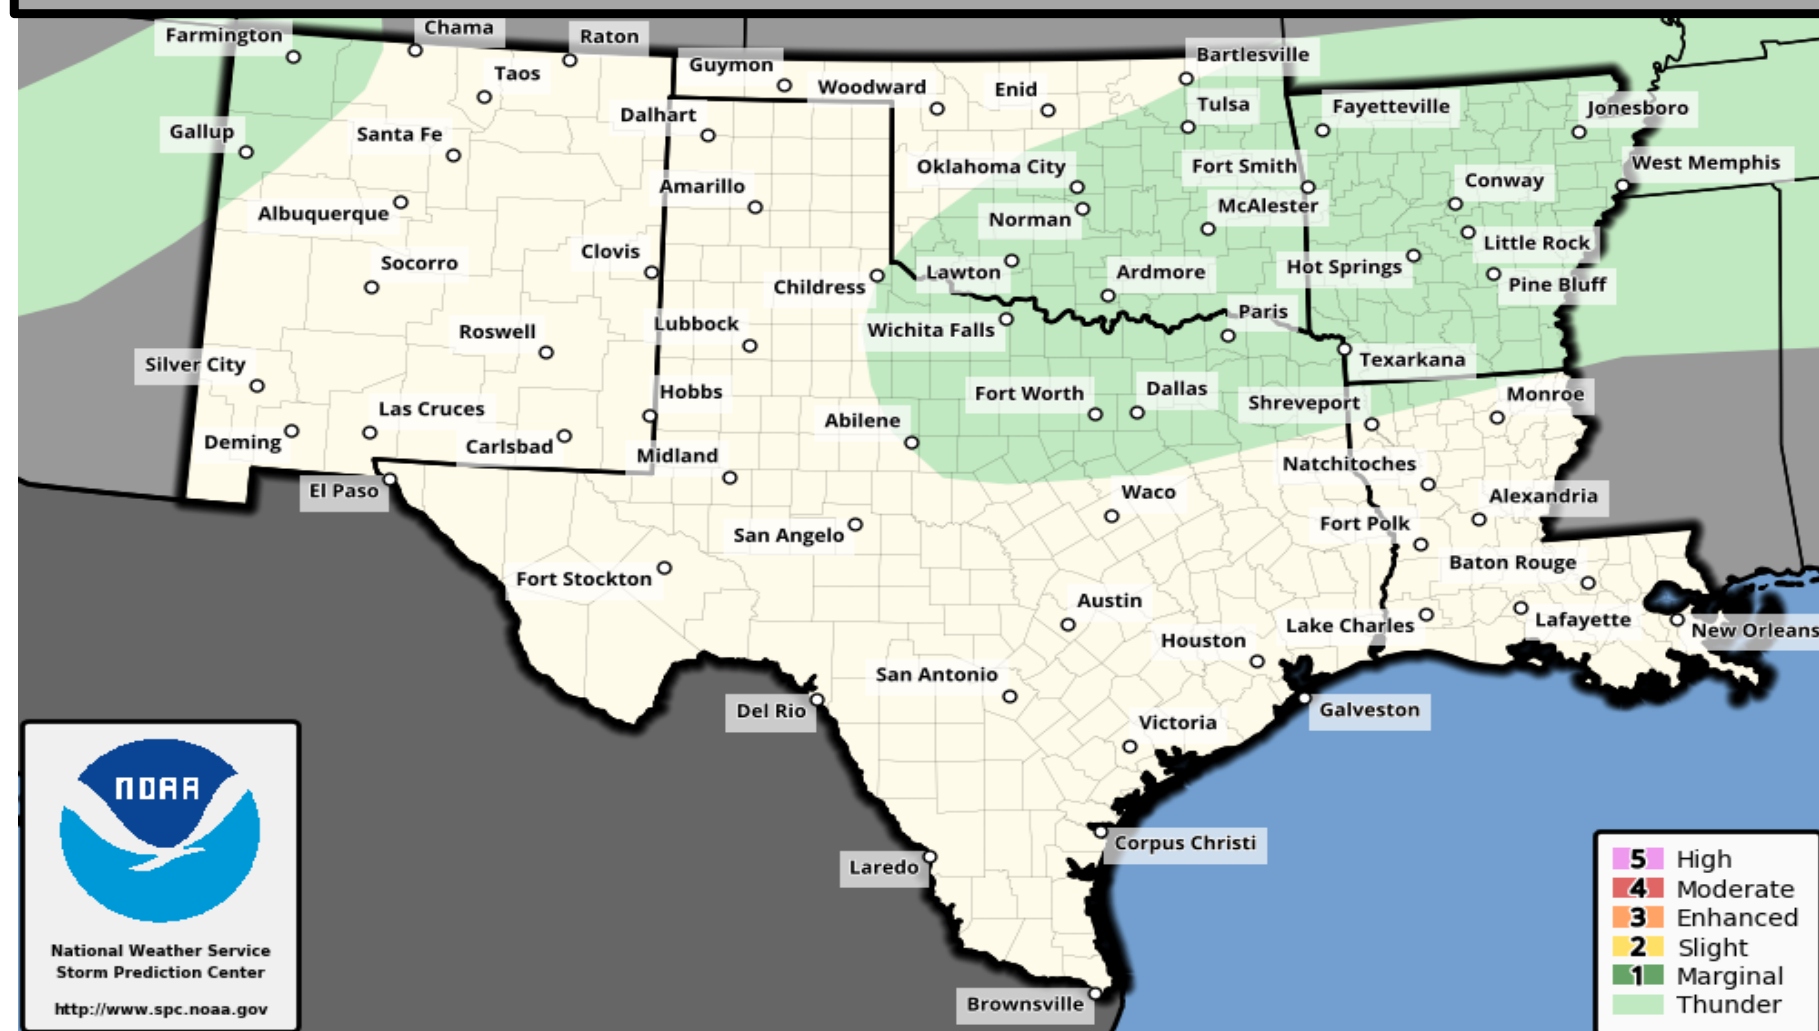 Farmington
Chama
Raton
Taos
Guymon
Woodward
Enid
Bartlesville
Tulsa
Fayetteville
Jonesboro
Gallup
Santa Fe
Dalhart
Oklahoma City
Fort Smith
Conway
West Memphis
Amarillo
Norman
McAlester
Albuquerque
Little Rock
Socorro
Clovis
Childress
Lawton
Ardmore
Hot Springs
Pine Bluff
Roswell
Lubbock
Wichita Falls
Paris
Texarkana
Silver City
Las Cruces
Hobbs
Fort Worth
Dallas
Shreveport
Monroe
Deming
Carlsbad
Midland
Abilene
Natchitoches
El Paso
Waco
Alexandria
San Angelo
Fort Polk
Fort Stockton
Baton Rouge
Austin
Houston
Lake Charles
Lafayette
New Orleans
San Antonio
Del Rio
Victoria
Galveston
Corpus Christi
Laredo
Brownsville
NOAA
National Weather Service
Storm Prediction Center
http://www.spc.noaa.gov
5 High
4 Moderate
3 Enhanced
2 Slight
1 Marginal
Thunder